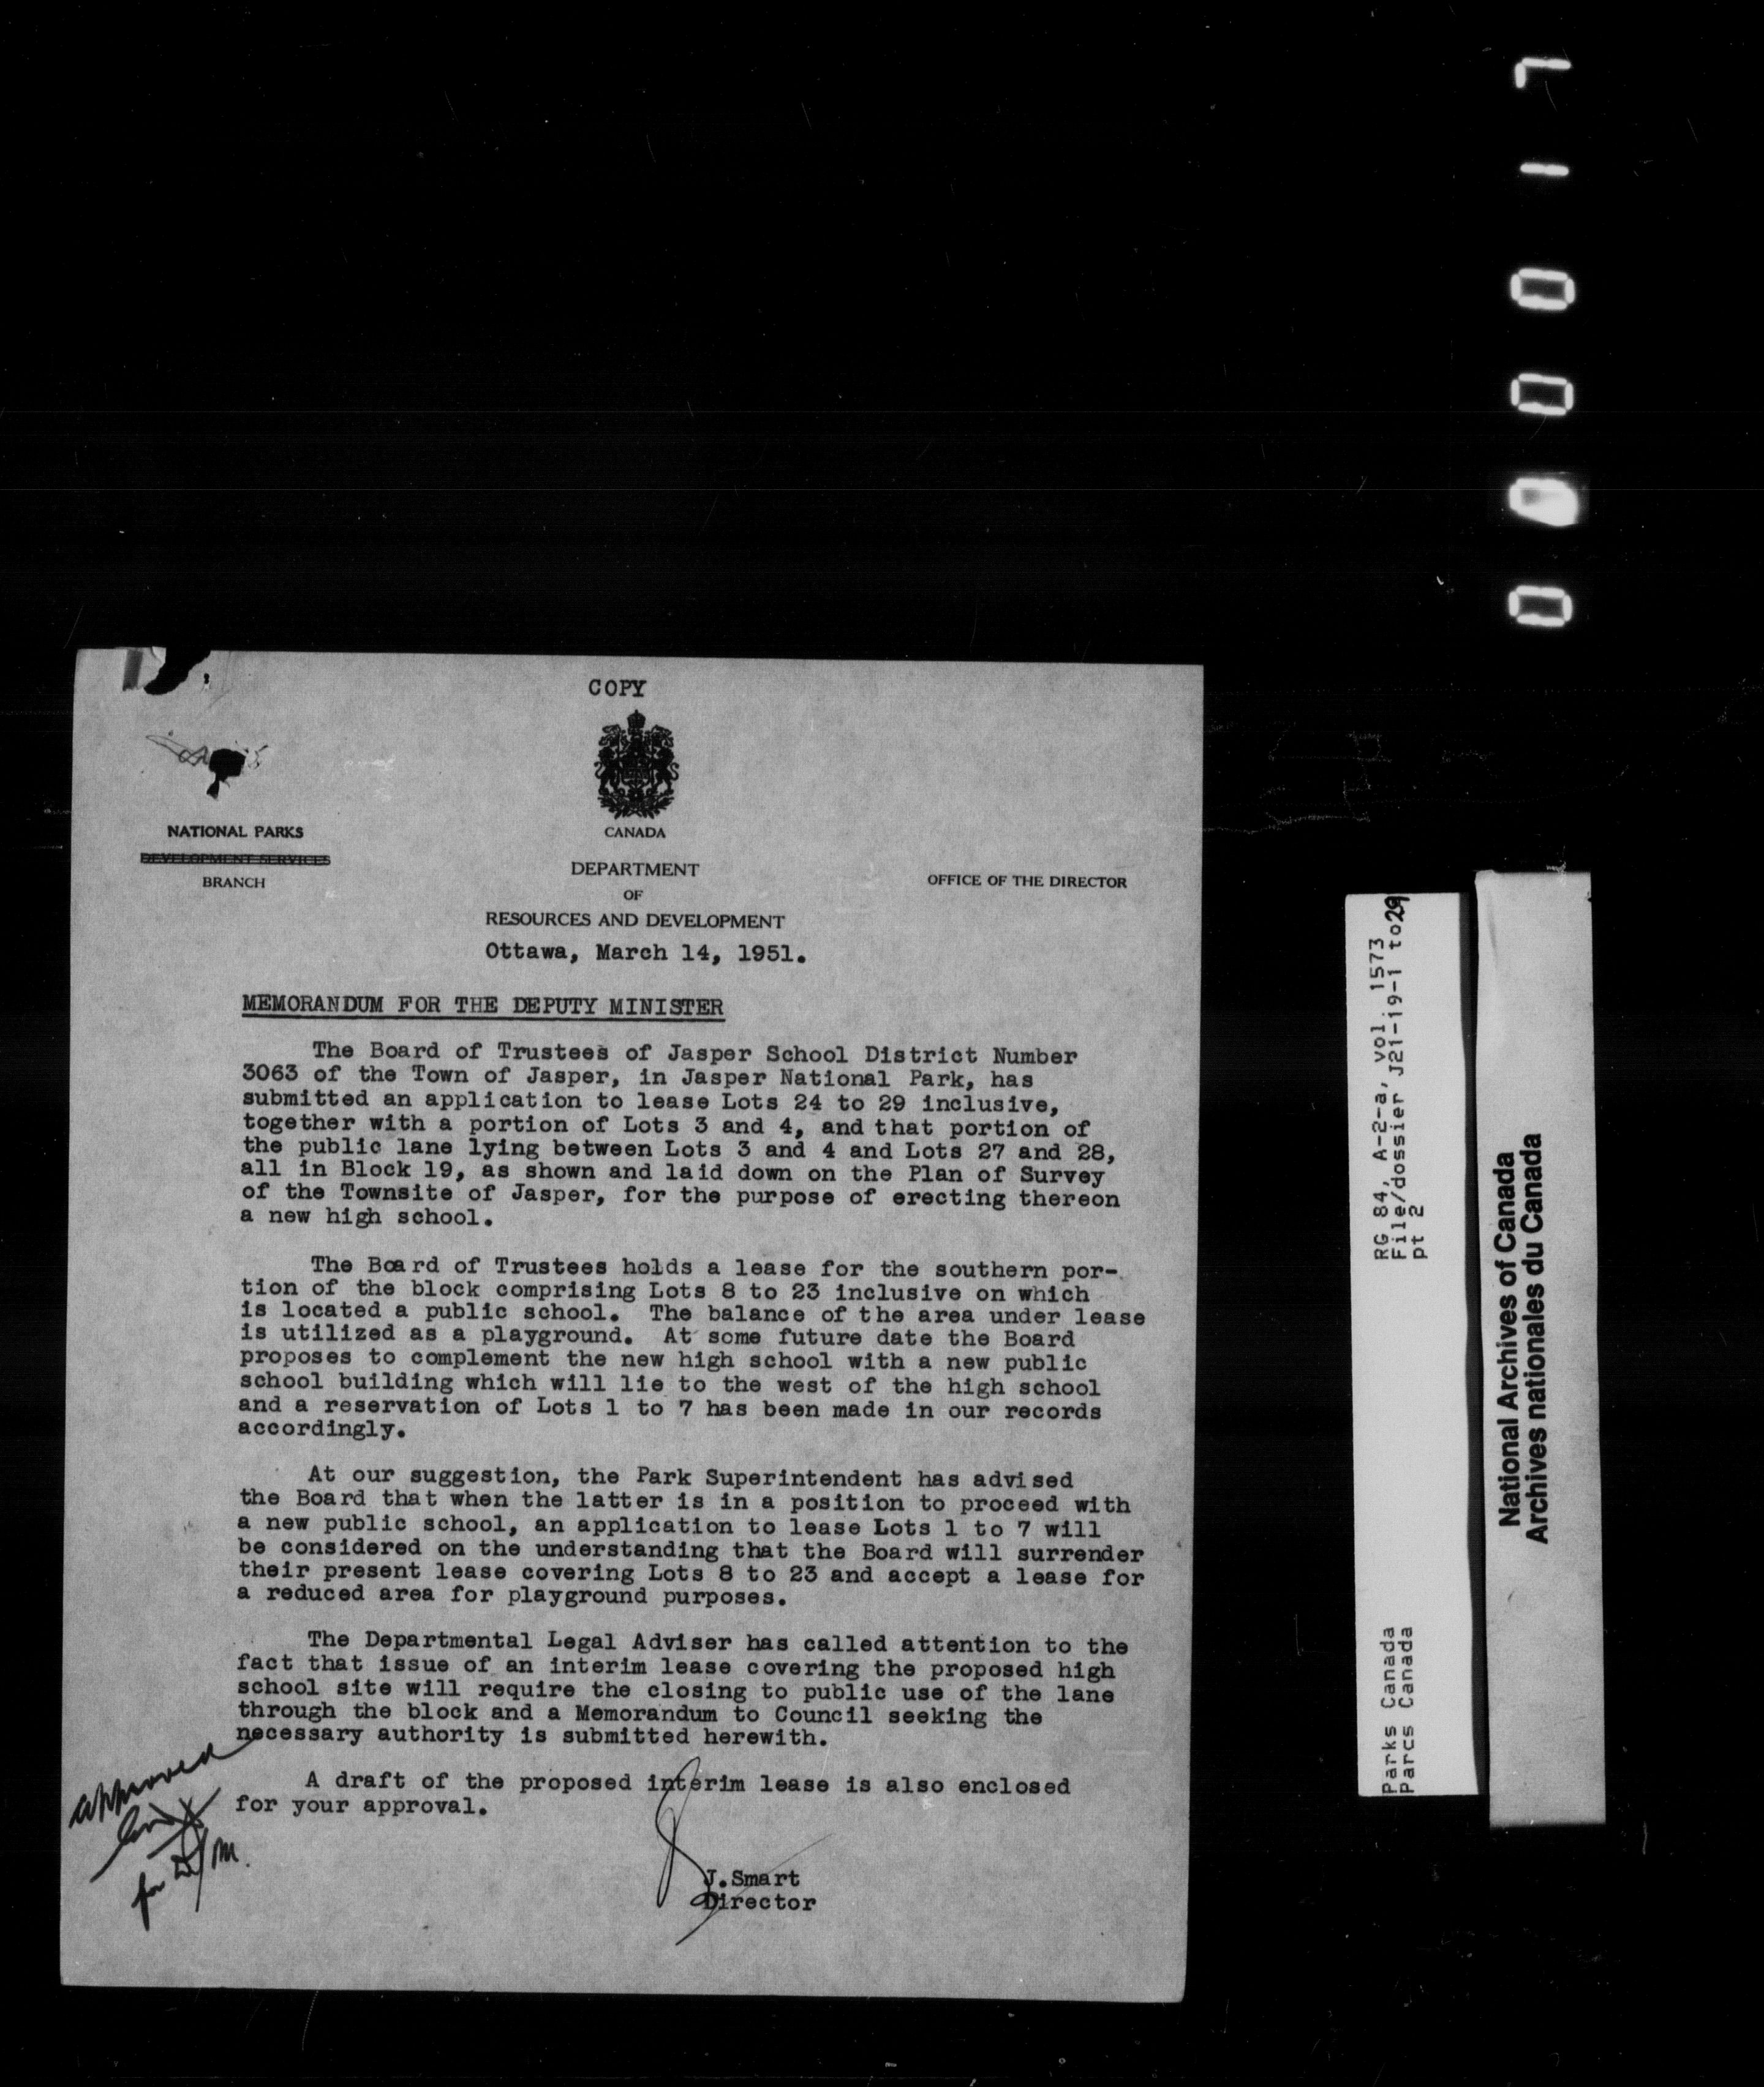 COPY
CANADA
NATIONAL PARKS
DEVELOPMENT SERVICES
BRANCH
DEPARTMENT
OF
RESOURCES AND DEVELOPMENT
OFFICE OF THE DIRECTOR
Ottawa, March 14, 1951.
MEMORANDUM FOR THE DEPUTY MINISTER
The Board of Trustees of Jasper School District Number
3063 of the Town of Jasper, in Jasper National Park, has
submitted an application to lease Lots 24 to 29 inclusive,
together with a portion of Lots 3 and 4, and that portion of
the public lane lying between Lots 3 and 4 and Lots 27 and 28,
all in Block 19, as shown and laid down on the Plan of Survey
of the Townsite of Jasper, for the purpose of erecting thereon
a new high school.
The Board of Trustees holds a lease for the southern por-
tion of the block comprising Lots 8 to 23 inclusive on which
is located a public school. The balance of the area under lease
is utilized as a playground. At some future date the Board
proposes to complement the new high school with a new public
school building which will lie to the west of the high school
and a reservation of Lots 1 to 7 has been made in our records
accordingly.
At our suggestion, the Park Superintendent has advised
the Board that when the latter is in a position to proceed with
a new public school, an application to lease Lots 1 to 7 will
be considered on the understanding that the Board will surrender
their present lease covering Lots 8 to 23 and accept a lease for
a reduced area for playground purposes.
The Departmental Legal Adviser has called attention to the
fact that issue of an interim lease covering the proposed high
school site will require the closing to public use of the lane
through the block and a Memorandum to Council seeking the
necessary authority is submitted herewith.
A draft of the proposed interim lease is also enclosed
for your approval.
approved
for D/M.
J. Smart
Director
RG 84, A-2-a, vol. 1573
File/dossier J21-19-1 to 29
pt 2
Parks Canada
Parcs Canada
National Archives of Canada
Archives nationales du Canada